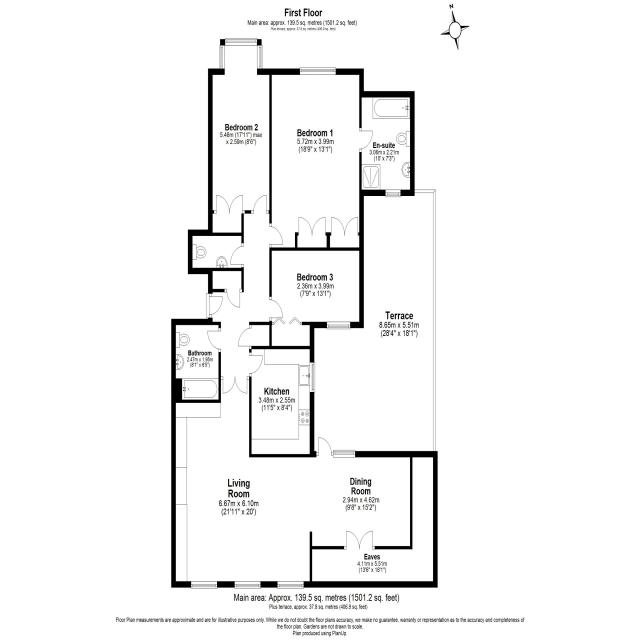 First Floor
Main area: approx. 139.5 sq. metres (1501.2 sq. feet)
Plus terrace, approx. 37.8 sq. metres (406.9 sq. feet)
N
Bedroom 2
5.46m (17'11") max
x 2.59m (8'6")
Bedroom 1
5.72m x 3.99m
(18'9" x 13'1")
En-suite
3.06m x 2.21m
(10' x 7'3")
Bedroom 3
2.36m x 3.99m
(7'9" x 13'1")
Terrace
8.65m x 5.51m
(28'4" x 18'1")
Bathroom
2.47m x 1.96m
(8'1" x 6'5")
Kitchen
3.48m x 2.55m
(11'5" x 8'4")
Living
Room
6.67m x 6.10m
(21'11" x 20')
Dining
Room
2.94m x 4.62m
(9'8" x 15'2")
Eaves
4.11m x 5.51m
(13'6" x 18'1")
Main area: Approx. 139.5 sq. metres (1501.2 sq. feet)
Plus terrace, approx. 37.8 sq. metres (406.9 sq. feet)
Floor Plan measurements are approximate and are for illustrative purposes only. While we do not doubt the floor plans accuracy, we make no guarantee, warranty or representation as to the accuracy and completeness of
the floor plan. Gardens are not drawn to scale.
Plan produced using PlanUp.